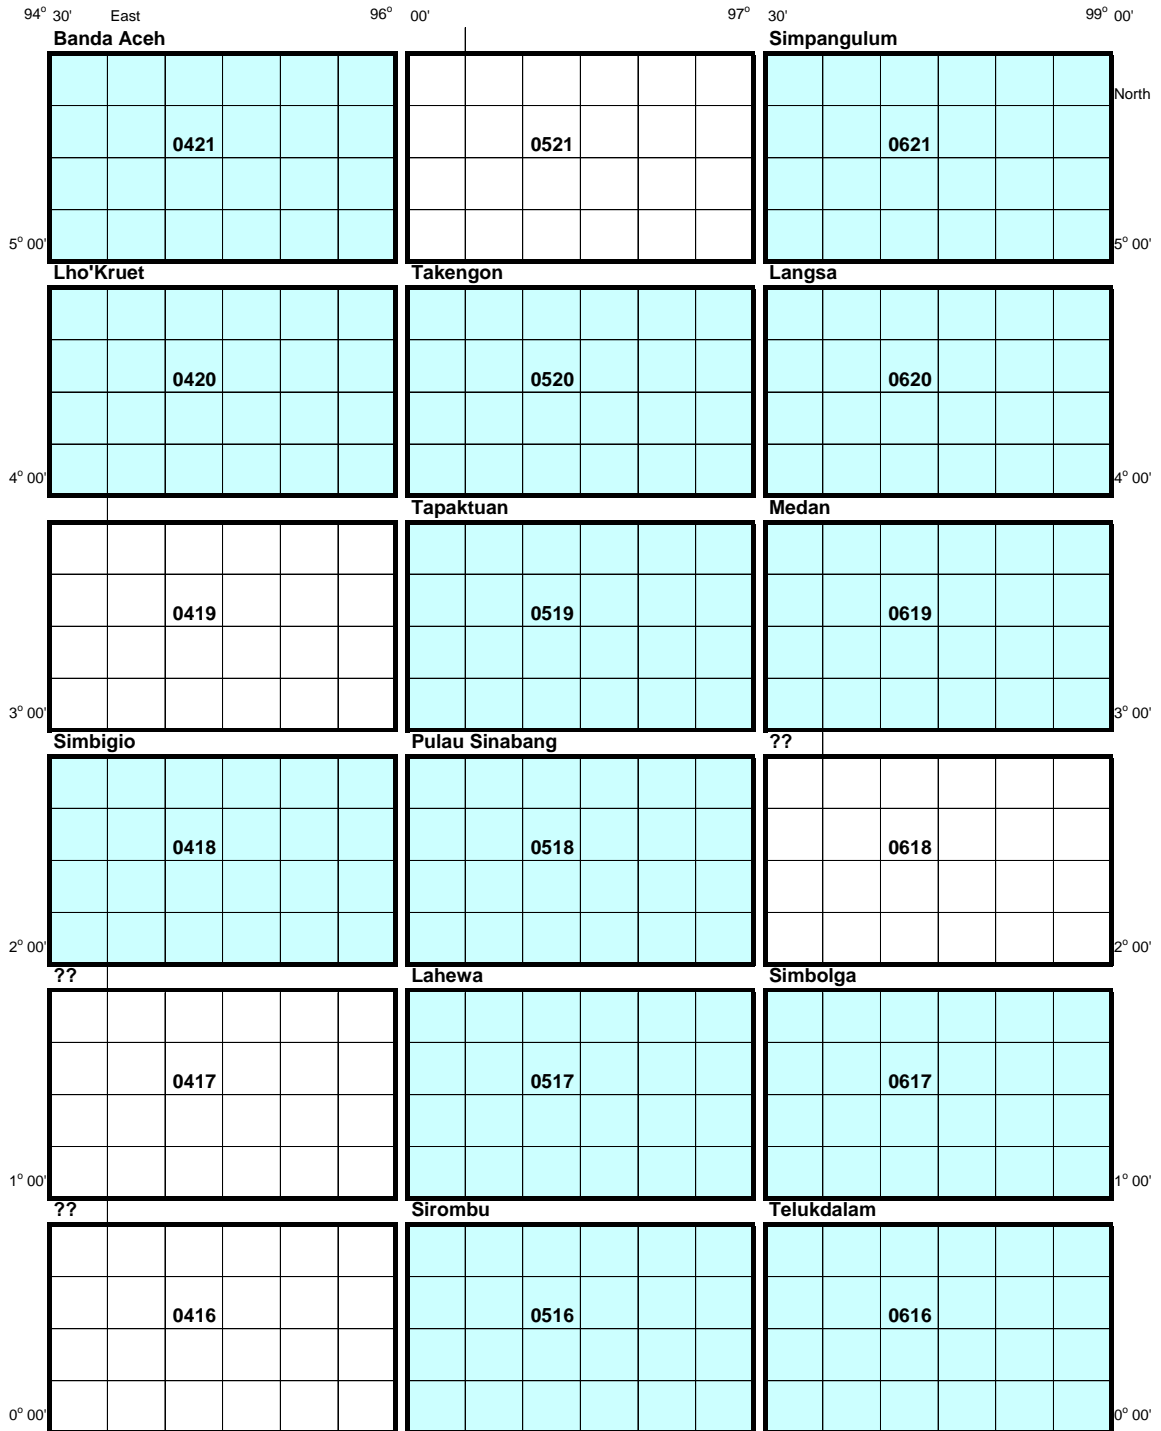 94° 30' East 96° 00' 97° 30' 99° 00'
Banda Aceh Simpangulum
North
0421 0521 0621
5° 00' 5° 00'
Lho'Kruet Takengon Langsa
0420 0520 0620
4° 00' 4° 00'
Tapaktuan Medan
0419 0519 0619
3° 00' 3° 00'
Simbigio Pulau Sinabang ??
0418 0518 0618
2° 00' 2° 00'
?? Lahewa Simbolga
0417 0517 0617
1° 00' 1° 00'
?? Sirombu Telukdalam
0416 0516 0616
0° 00' 0° 00'